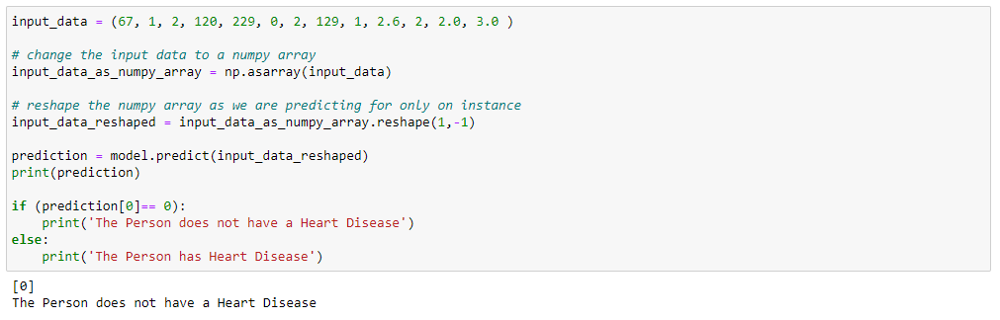 input_data = (67, 1, 2, 120, 229, 0, 2, 129, 1, 2.6, 2, 2.0, 3.0 )
# change the input data to a numpy array
input_data_as_numpy_array = np.asarray(input_data)
# reshape the numpy array as we are predicting for only on instance
input_data_reshaped = input_data_as_numpy_array.reshape(1,-1)
prediction = model.predict(input_data_reshaped)
print(prediction)
if (prediction[0]== 0):
    print('The Person does not have a Heart Disease')
else:
    print('The Person has Heart Disease')
[0]
The Person does not have a Heart Disease